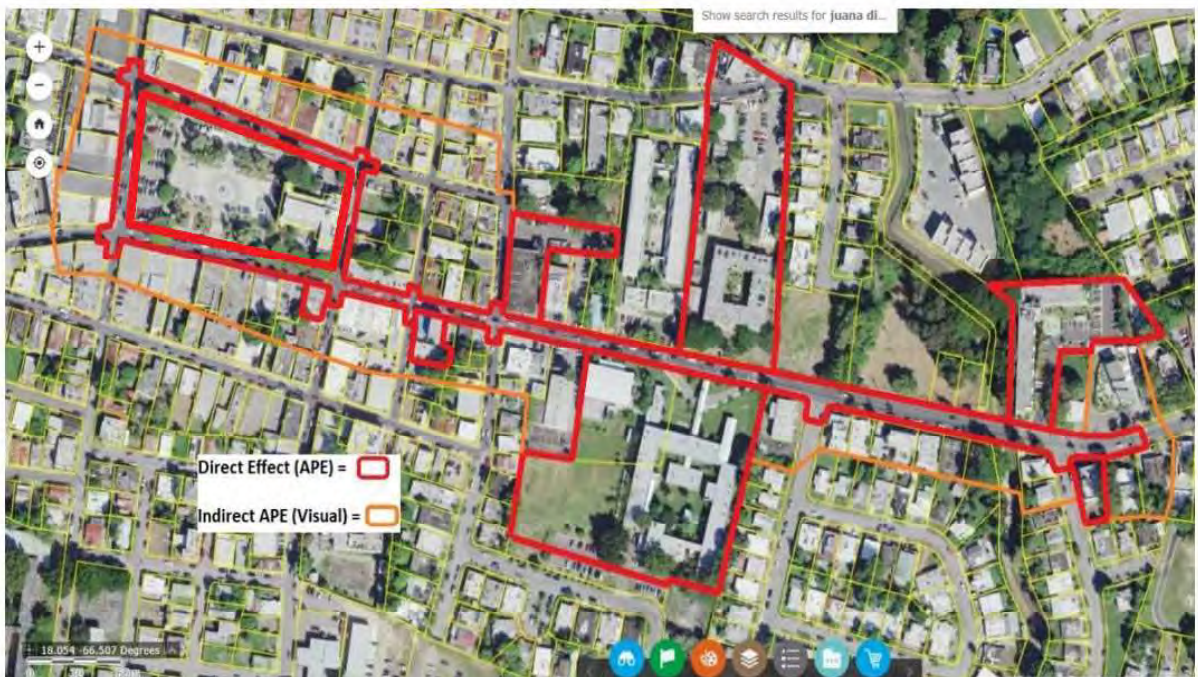 Show search results for juana di...
Direct Effect (APE) =
Indirect APE (Visual) =
18.054 -66.507 Degrees